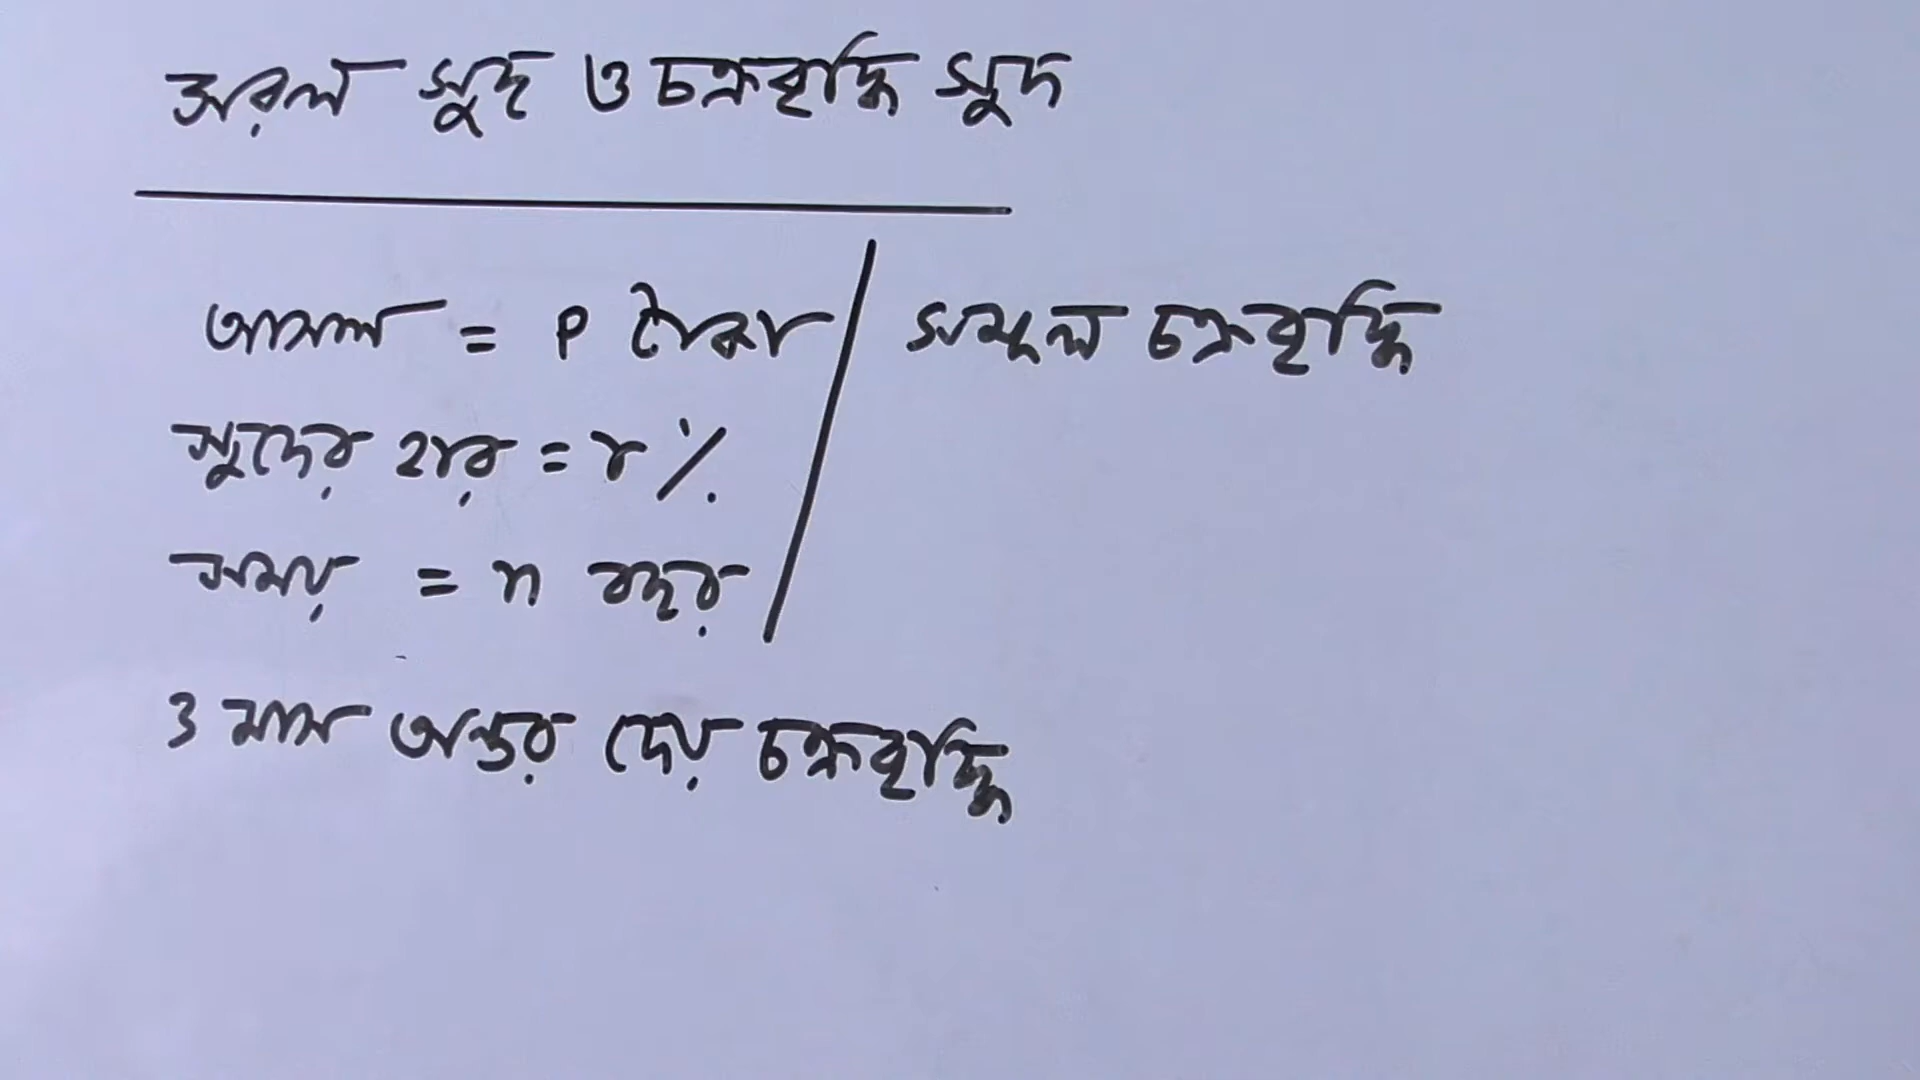 সরল সুদ ও চক্রবৃদ্ধি সুদ
আসল = P টাকা / সমূল চক্রবৃদ্ধি
সুদের হার = r %
সময় = n বছর
3 মাস অন্তর দেয় চক্রবৃদ্ধি